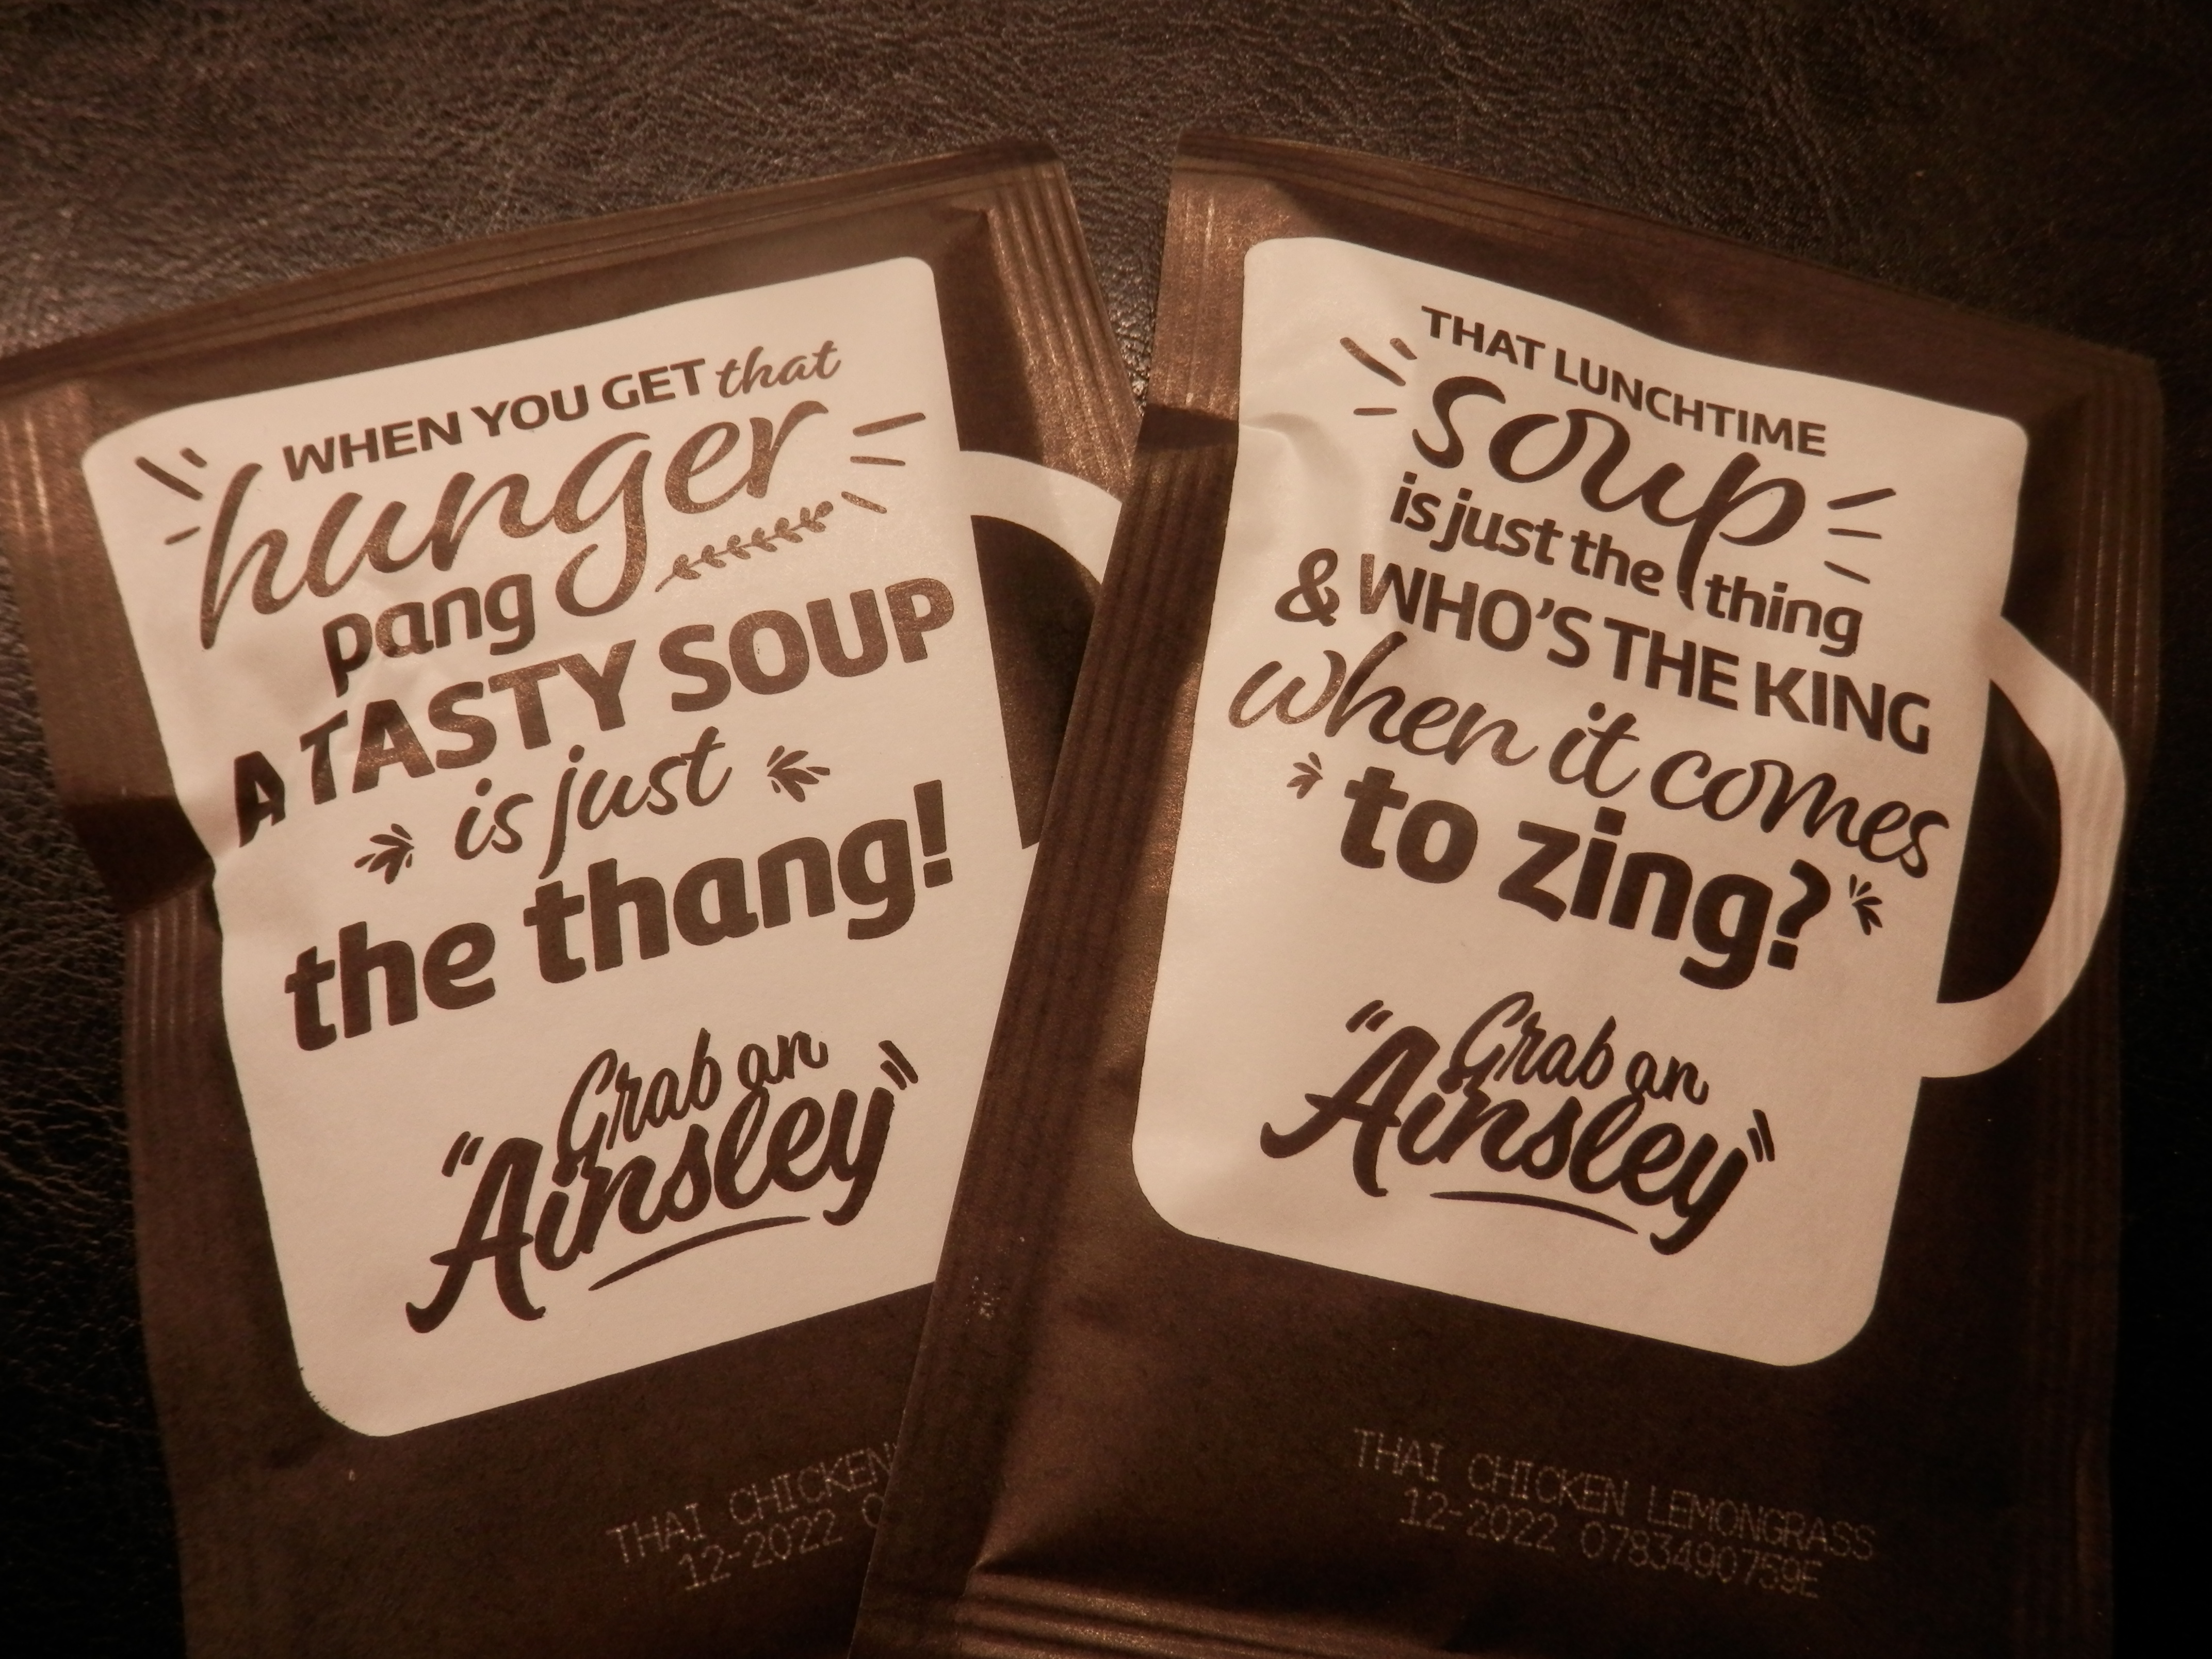 WHEN YOU GET that
hunger
pang
A TASTY SOUP
is just
the thang!
Grab an
"Ainsley"
THAI CHICKEN
12-2022 0
THAT LUNCHTIME
soup
is just the thing
& WHO'S THE KING
when it comes
to zing?
Grab an
"Ainsley"
THAI CHICKEN LEMONGRASS
12-2022 0783490759E